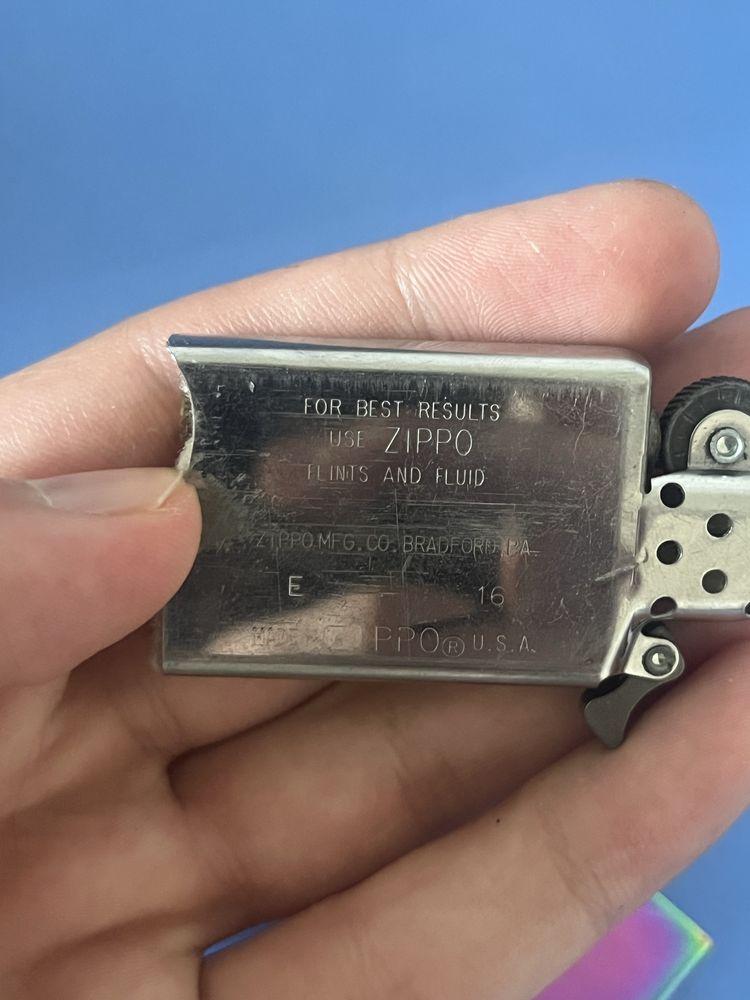 FOR BEST RESULTS
USE ZIPPO
FLINTS AND FLUID
ZIPPO MFG. CO. BRADFORD, PA.
E 16
PPO® U.S.A.